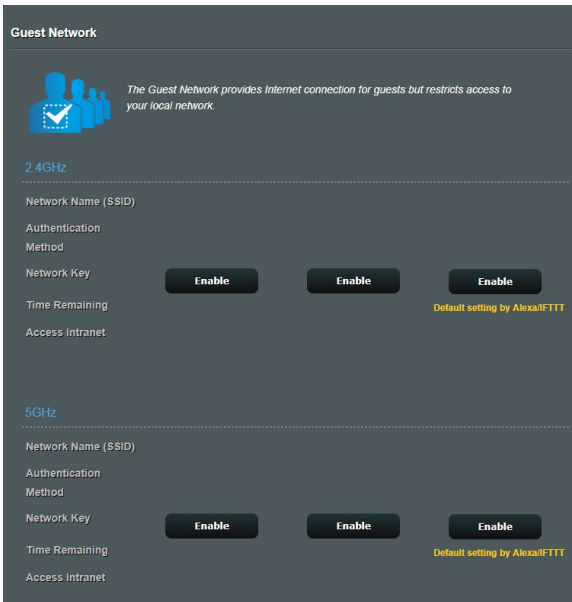 Guest Network
The Guest Network provides Internet connection for guests but restricts access to
your local network.
2.4GHz
Network Name (SSID)
Authentication
Method
Network Key
Enable
Enable
Enable
Time Remaining
Default setting by Alexa/IFTTT
Access Intranet
5GHz
Network Name (SSID)
Authentication
Method
Network Key
Enable
Enable
Enable
Time Remaining
Default setting by Alexa/IFTTT
Access Intranet